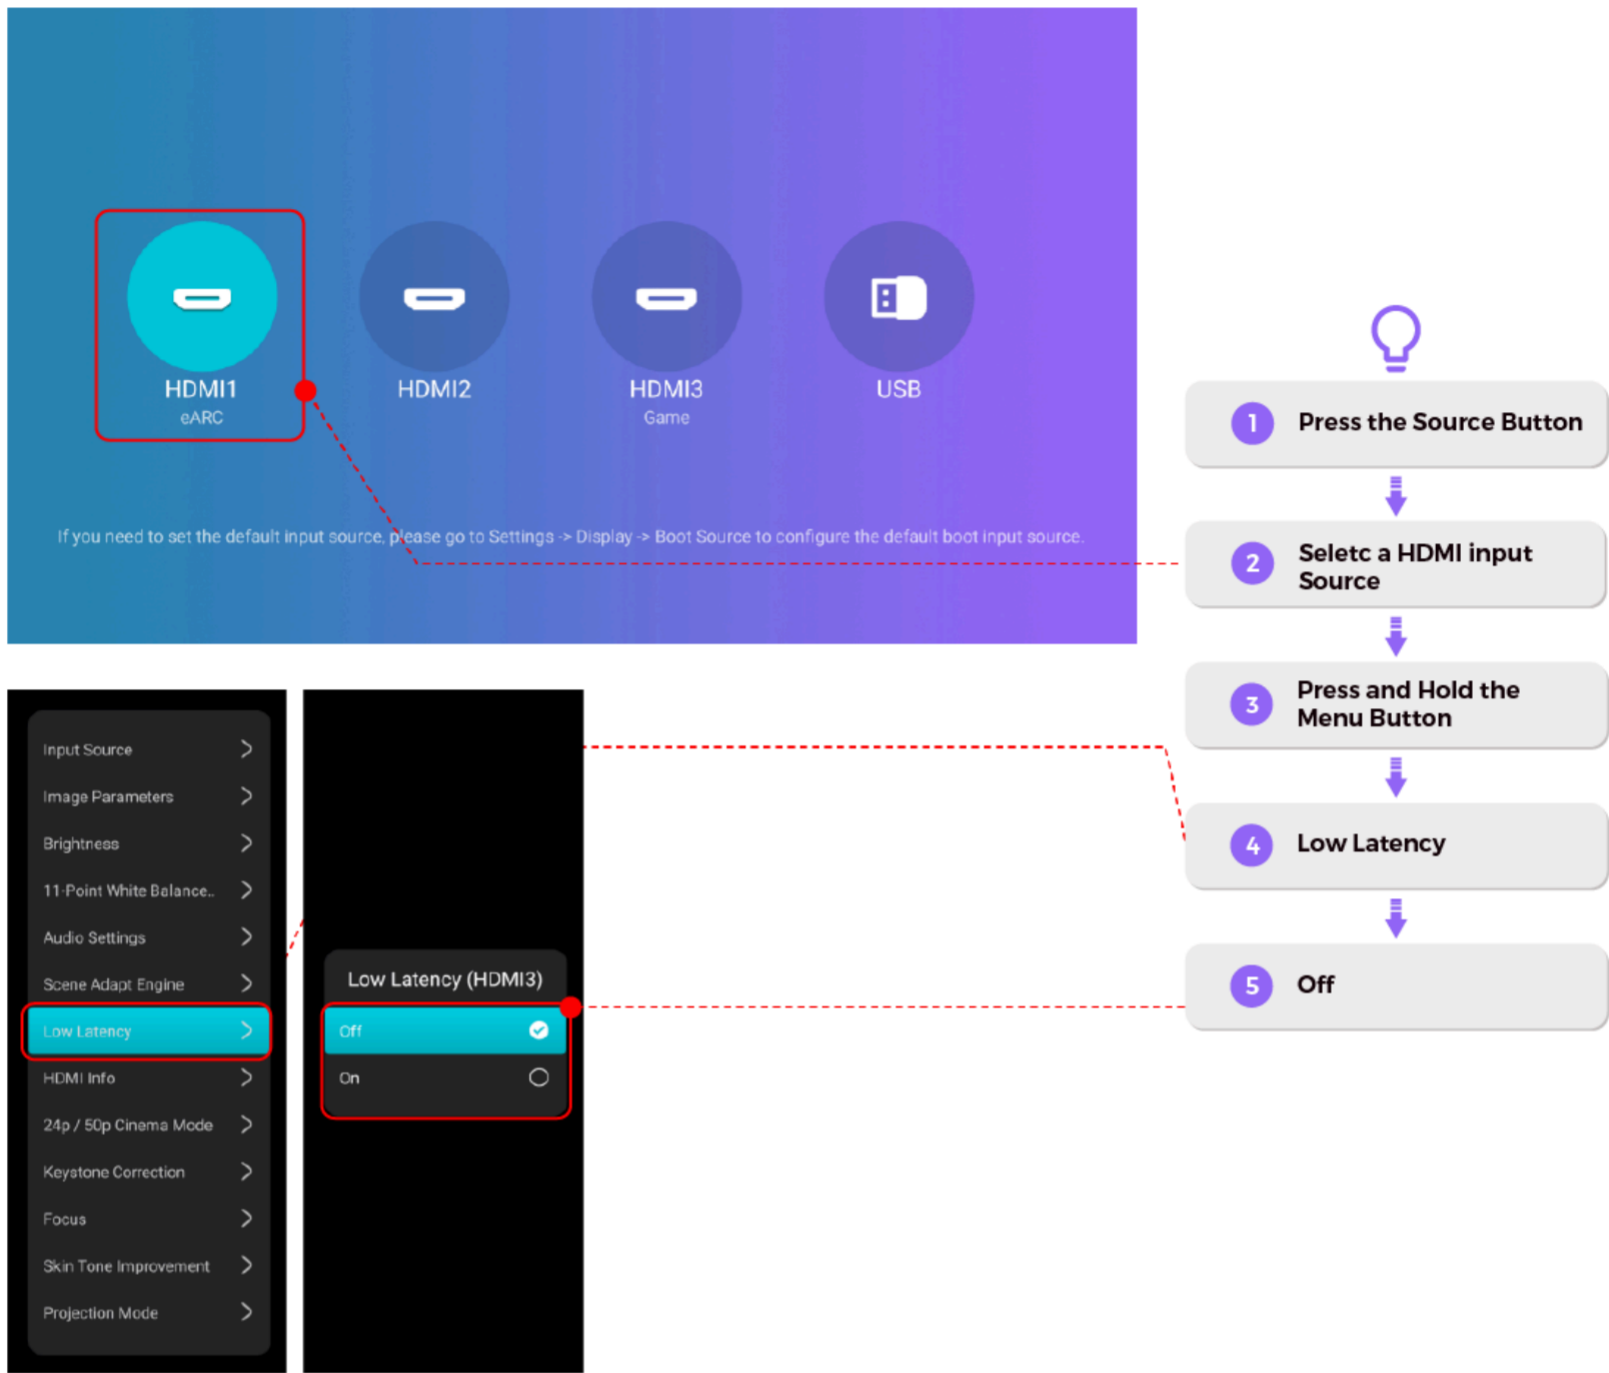 HDMI1
eARC
HDMI2
HDMI3
Game
USB
If you need to set the default input source, please go to Settings -> Display -> Boot Source to configure the default boot input source.
1 Press the Source Button
2 Seletc a HDMI input
Source
3 Press and Hold the
Menu Button
4 Low Latency
5 Off
Input Source
Image Parameters
Brightness
11-Point White Balance..
Audio Settings
Scene Adapt Engine
Low Latency
HDMI Info
24p / 50p Cinema Mode
Keystone Correction
Focus
Skin Tone Improvement
Projection Mode
Low Latency (HDMI3)
Off
On